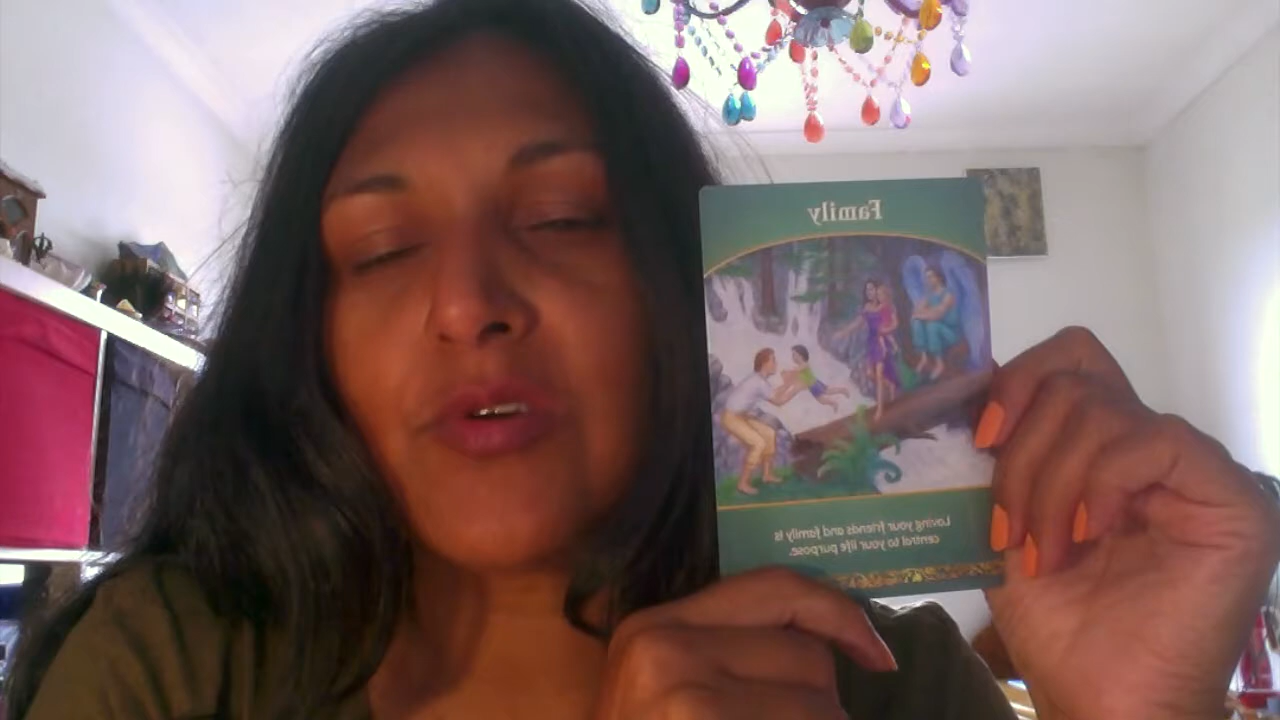 Family
Loving your friends and family is
central to your life purpose.